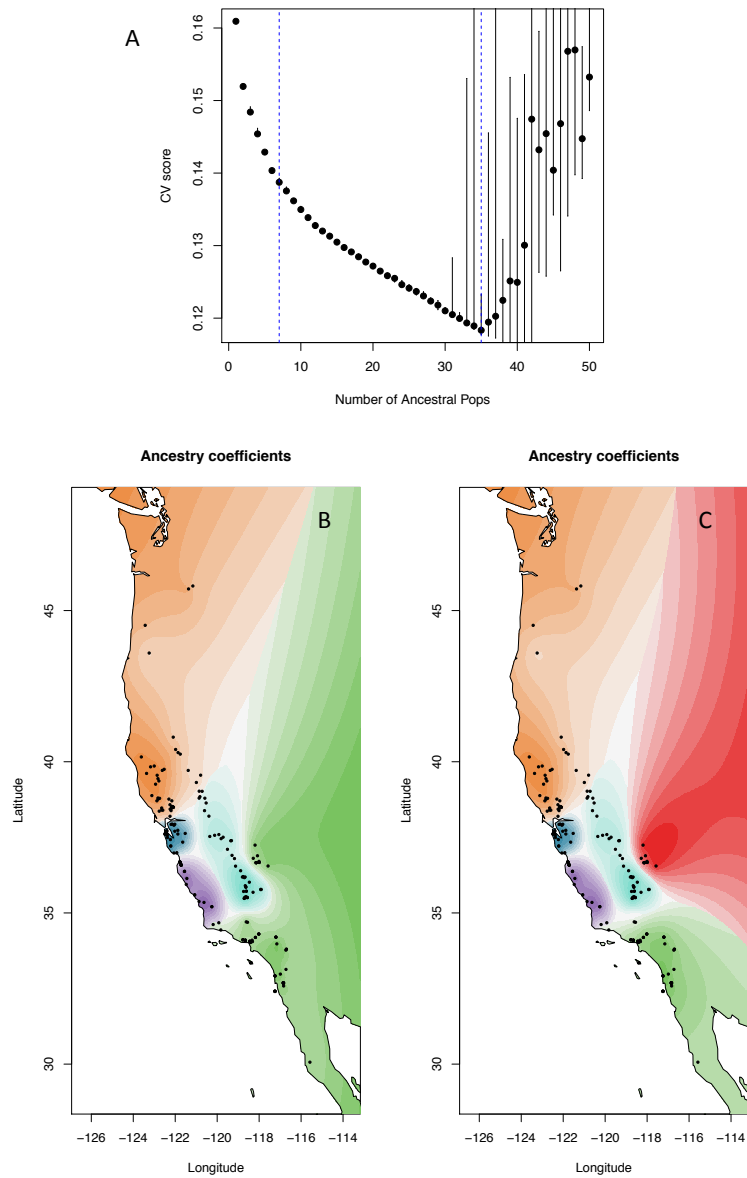 A
CV score
0.16
0.15
0.14
0.13
0.12
0 10 20 30 40 50
Number of Ancestral Pops
Ancestry coefficients Ancestry coefficients
B C
45 45
Latitude Latitude
40 40
35 35
30 30
−126 −124 −122 −120 −118 −116 −114 −126 −124 −122 −120 −118 −116 −114
Longitude Longitude